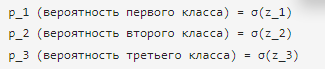 p_1 (вероятность первого класса) = σ(z_1)
p_2 (вероятность второго класса) = σ(z_2)
p_3 (вероятность третьего класса) = σ(z_3)